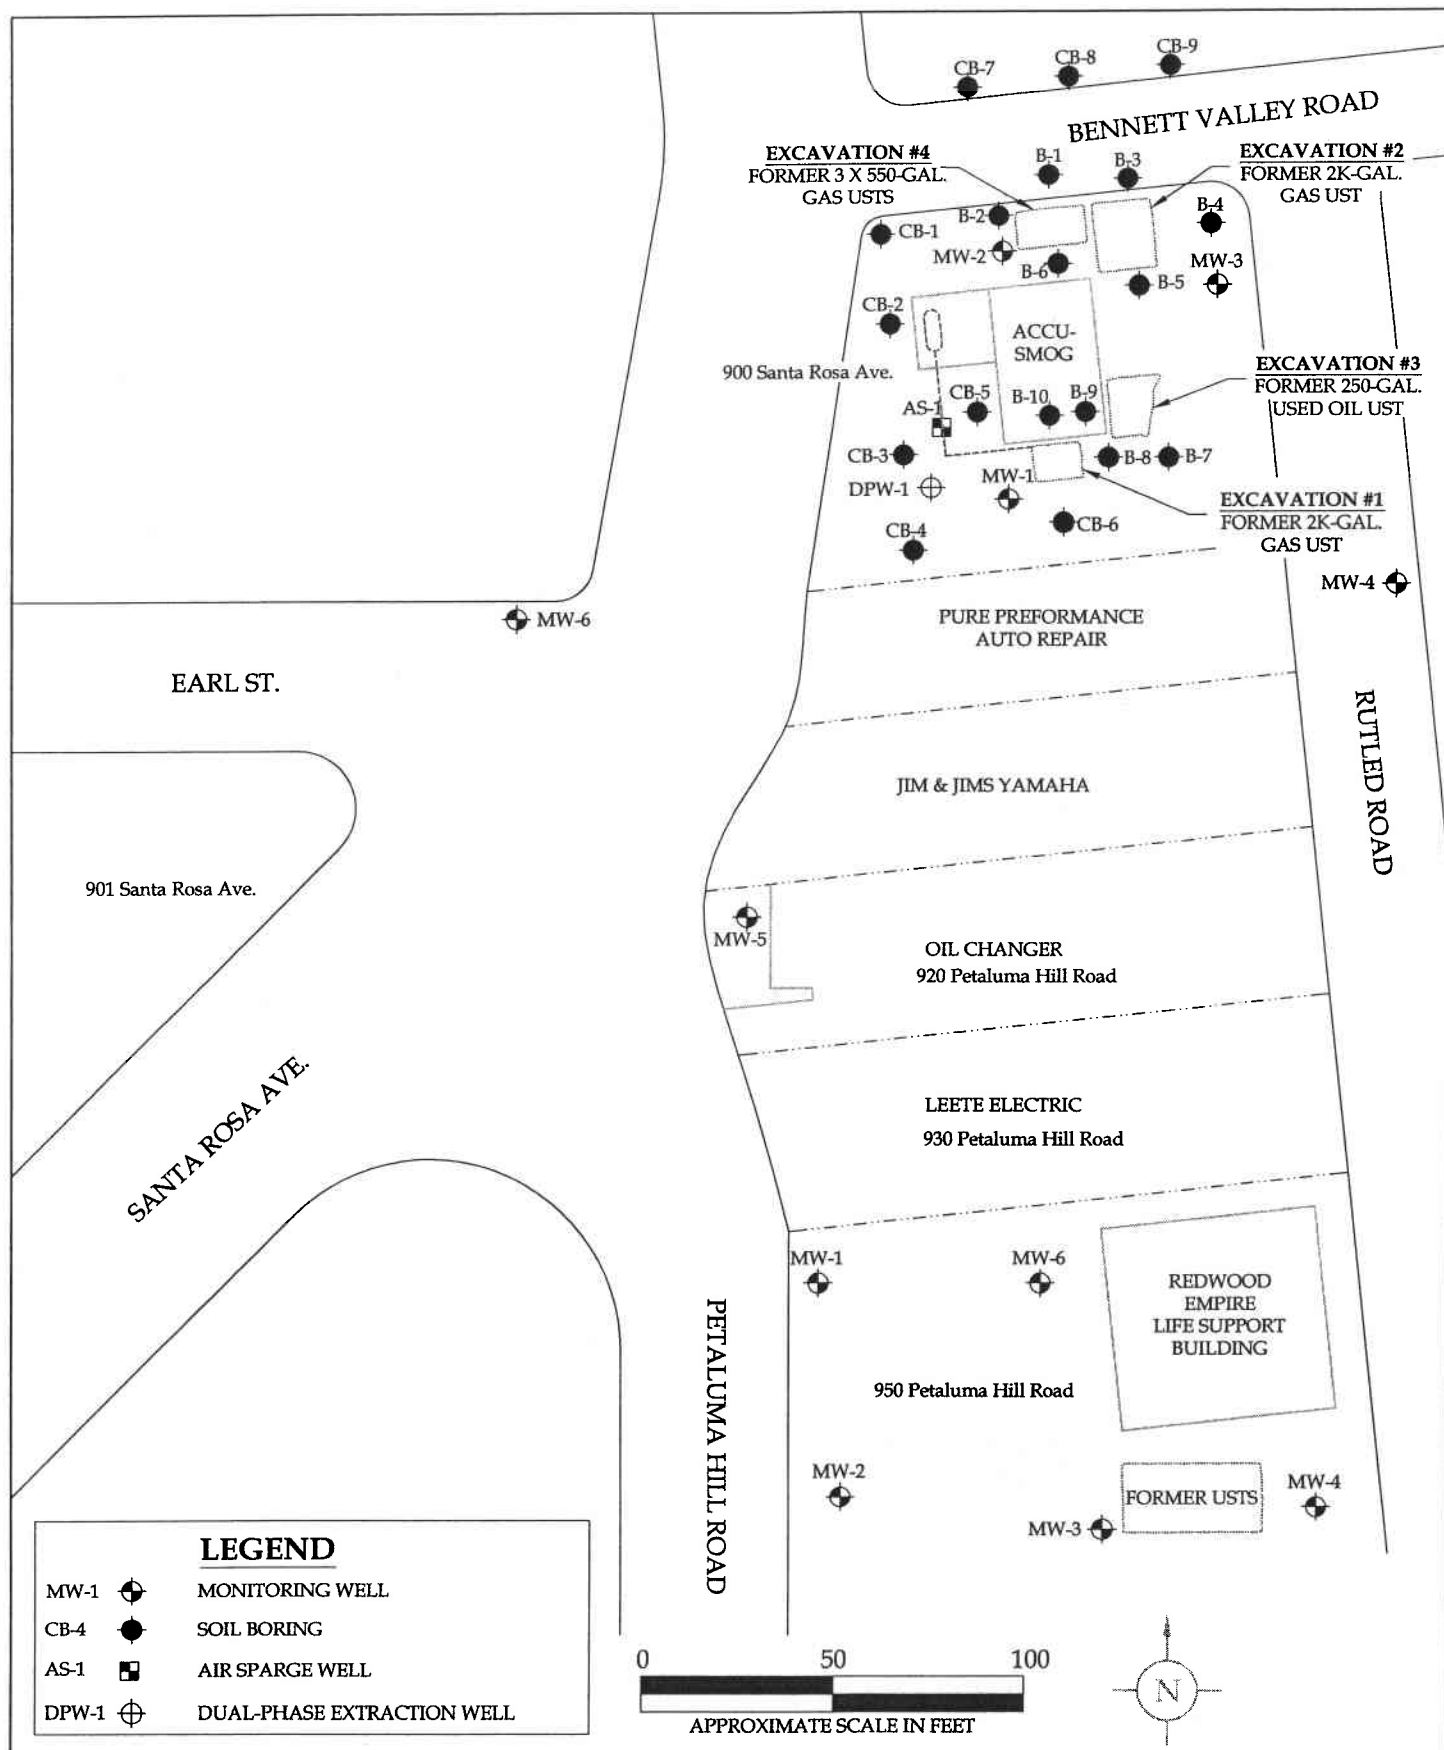 CB-7
CB-8
CB-9
BENNETT VALLEY ROAD
EXCAVATION #4
FORMER 3 X 550-GAL.
GAS USTS
B-1
B-3
EXCAVATION #2
FORMER 2K-GAL.
GAS UST
CB-1
B-2
B-4
MW-2
B-6
MW-3
B-5
CB-2
ACCU-
SMOG
900 Santa Rosa Ave.
EXCAVATION #3
FORMER 250-GAL.
USED OIL UST
AS-1
CB-5
B-10
B-9
CB-3
B-8
B-7
DPW-1
MW-1
EXCAVATION #1
FORMER 2K-GAL.
GAS UST
CB-4
CB-6
MW-4
MW-6
PURE PREFORMANCE
AUTO REPAIR
EARL ST.
RUTLED ROAD
JIM & JIMS YAMAHA
901 Santa Rosa Ave.
MW-5
OIL CHANGER
920 Petaluma Hill Road
SANTA ROSA AVE.
LEETE ELECTRIC
930 Petaluma Hill Road
MW-1
MW-6
REDWOOD
EMPIRE
LIFE SUPPORT
BUILDING
PETALUMA HILL ROAD
950 Petaluma Hill Road
MW-2
FORMER USTS
MW-4
MW-3
LEGEND
MW-1 MONITORING WELL
CB-4 SOIL BORING
AS-1 AIR SPARGE WELL
DPW-1 DUAL-PHASE EXTRACTION WELL
0 50 100
APPROXIMATE SCALE IN FEET
N